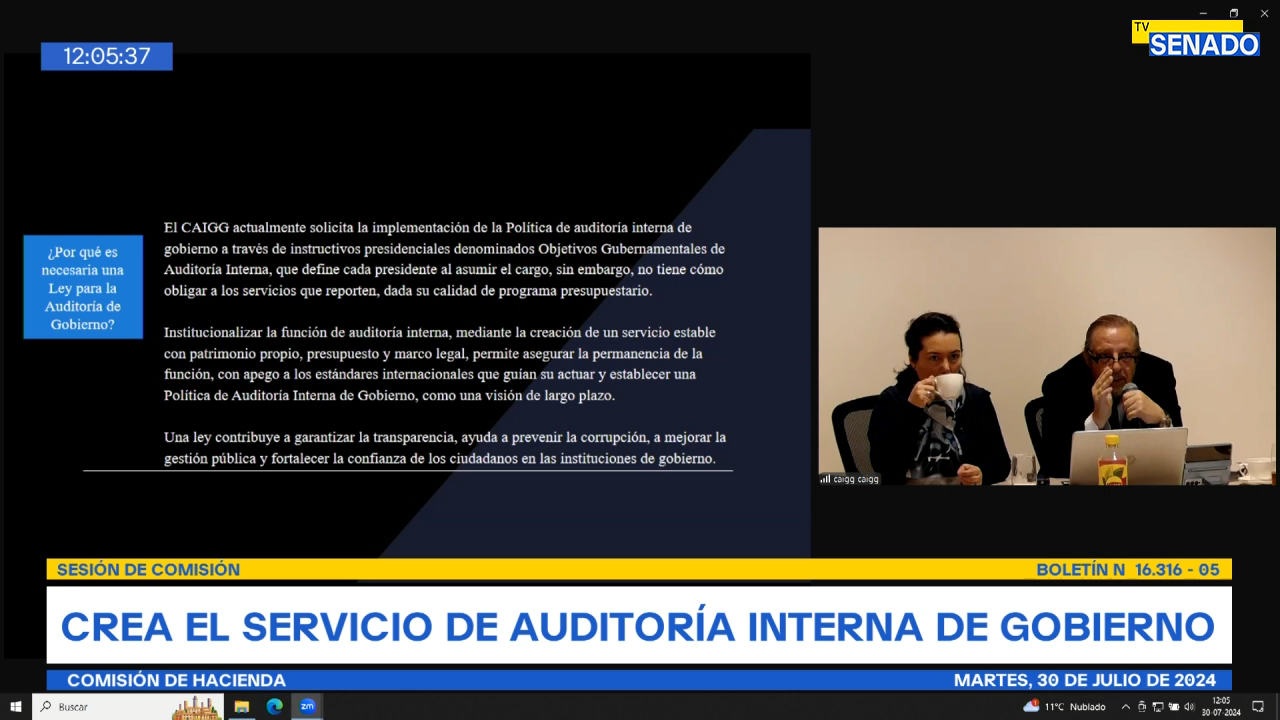 12:05:37
TV
SENADO
¿Por qué es
necesaria una
Ley para la
Auditoría de
Gobierno?
El CAIGG actualmente solicita la implementación de la Política de auditoría interna de
gobierno a través de instructivos presidenciales denominados Objetivos Gubernamentales de
Auditoría Interna, que define cada presidente al asumir el cargo, sin embargo, no tiene cómo
obligar a los servicios que reporten, dada su calidad de programa presupuestario.
Institucionalizar la función de auditoría interna, mediante la creación de un servicio estable
con patrimonio propio, presupuesto y marco legal, permite asegurar la permanencia de la
función, con apego a los estándares internacionales que guían su actuar y establecer una
Política de Auditoría Interna de Gobierno, como una visión de largo plazo.
Una ley contribuye a garantizar la transparencia, ayuda a prevenir la corrupción, a mejorar la
gestión pública y fortalecer la confianza de los ciudadanos en las instituciones de gobierno.
caigg caigg
SESIÓN DE COMISIÓN
BOLETÍN N 16.316 - 05
CREA EL SERVICIO DE AUDITORÍA INTERNA DE GOBIERNO
COMISIÓN DE HACIENDA
MARTES, 30 DE JULIO DE 2024
Buscar
zm
11°C Nublado
12:05
30-07-2024